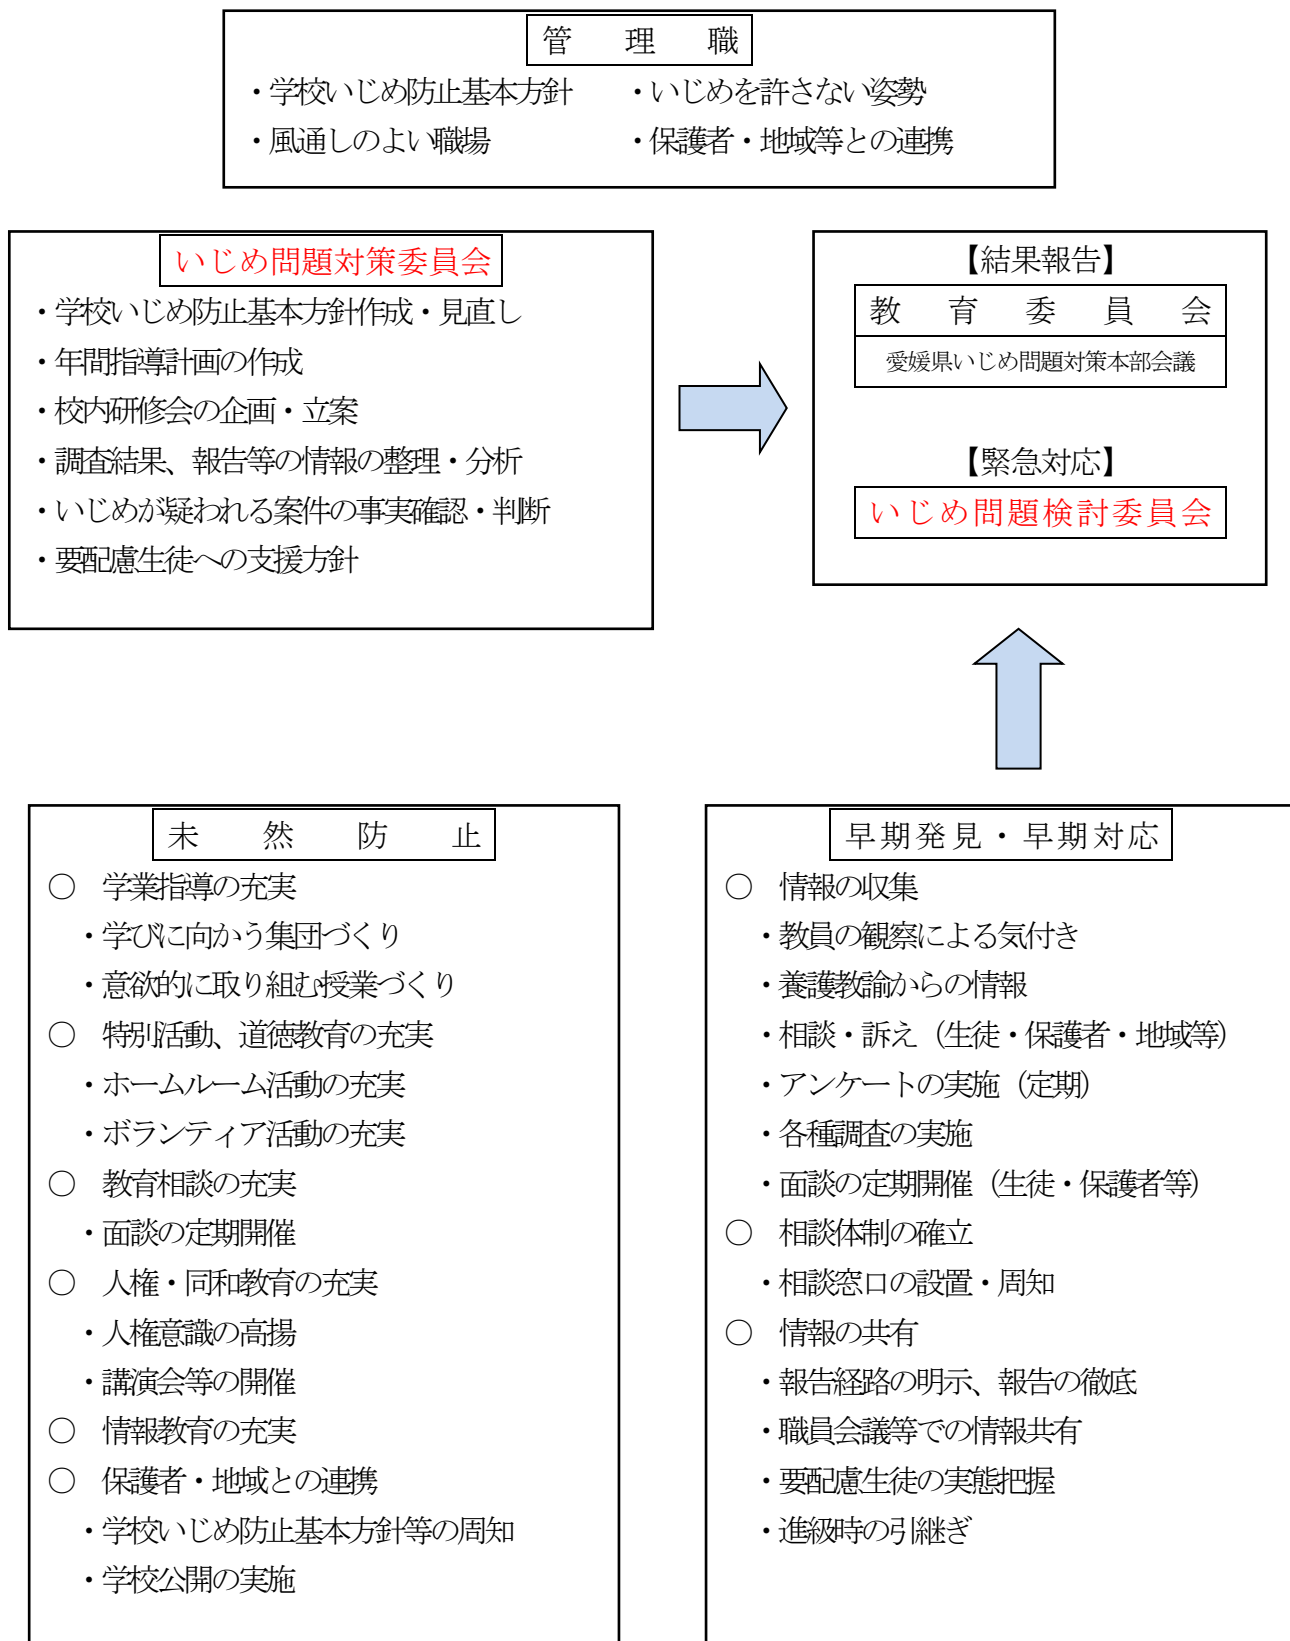 管理職
・学校いじめ防止基本方針　・いじめを許さない姿勢
・風通しのよい職場　・保護者・地域等との連携
いじめ問題対策委員会
・学校いじめ防止基本方針作成・見直し
・年間指導計画の作成
・校内研修会の企画・立案
・調査結果、報告等の情報の整理・分析
・いじめが疑われる案件の事実確認・判断
・要配慮生徒への支援方針
【結果報告】
教育委員会
愛媛県いじめ問題対策本部会議
【緊急対応】
いじめ問題検討委員会
未然防止
○　学業指導の充実
・学びに向かう集団づくり
・意欲的に取り組む授業づくり
○　特別活動、道徳教育の充実
・ホームルーム活動の充実
・ボランティア活動の充実
○　教育相談の充実
・面談の定期開催
○　人権・同和教育の充実
・人権意識の高揚
・講演会等の開催
○　情報教育の充実
○　保護者・地域との連携
・学校いじめ防止基本方針等の周知
・学校公開の実施
早期発見・早期対応
○　情報の収集
・教員の観察による気付き
・養護教諭からの情報
・相談・訴え（生徒・保護者・地域等）
・アンケートの実施（定期）
・各種調査の実施
・面談の定期開催（生徒・保護者等）
○　相談体制の確立
・相談窓口の設置・周知
○　情報の共有
・報告経路の明示、報告の徹底
・職員会議等での情報共有
・要配慮生徒の実態把握
・進級時の引継ぎ